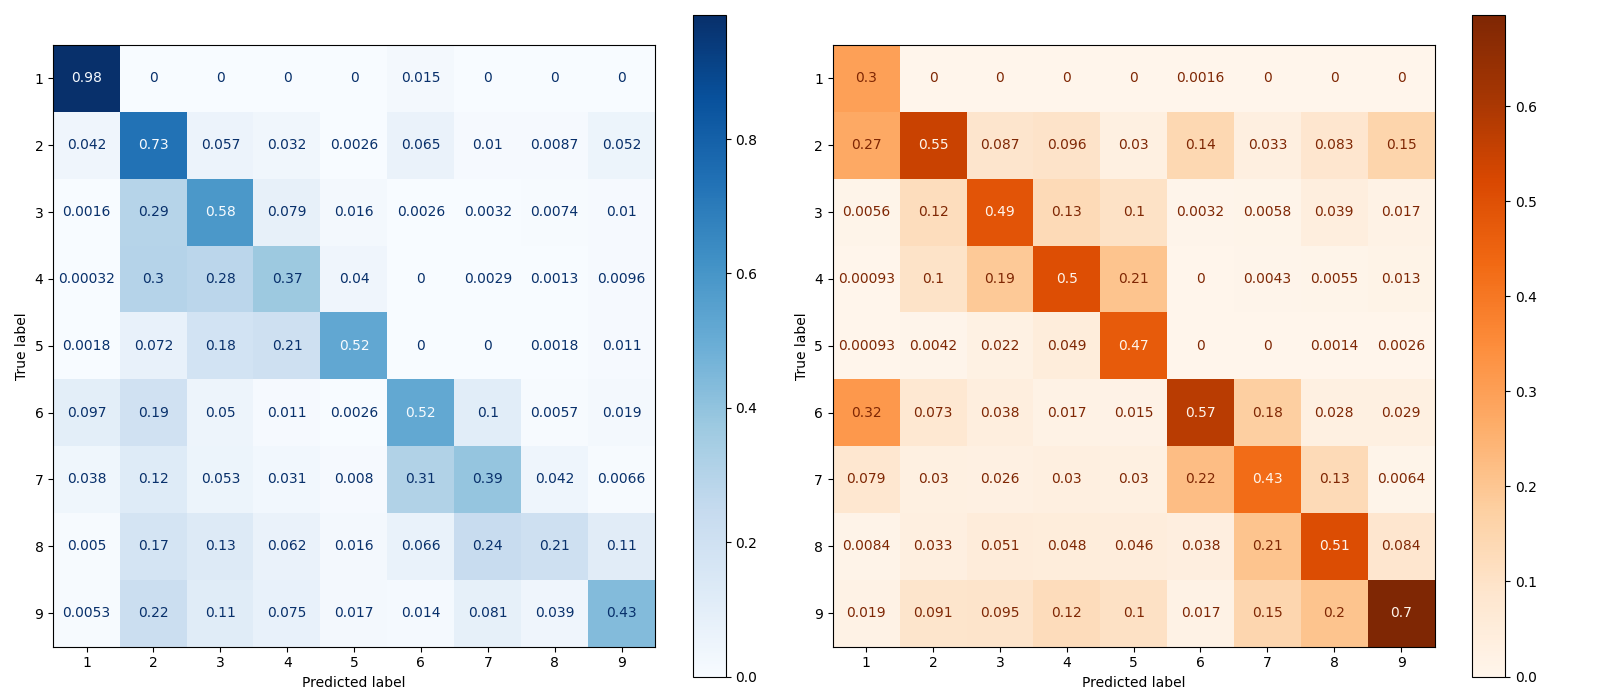 1 0.98 0 0 0 0 0.015 0 0 0
2 0.042 0.73 0.057 0.032 0.0026 0.065 0.01 0.0087 0.052
3 0.0016 0.29 0.58 0.079 0.016 0.0026 0.0032 0.0074 0.01
4 0.00032 0.3 0.28 0.37 0.04 0 0.0029 0.0013 0.0096
5 0.0018 0.072 0.18 0.21 0.52 0 0 0.0018 0.011
6 0.097 0.19 0.05 0.011 0.0026 0.52 0.1 0.0057 0.019
7 0.038 0.12 0.053 0.031 0.008 0.31 0.39 0.042 0.0066
8 0.005 0.17 0.13 0.062 0.016 0.066 0.24 0.21 0.11
9 0.0053 0.22 0.11 0.075 0.017 0.014 0.081 0.039 0.43
1 2 3 4 5 6 7 8 9
Predicted label
True label
0.8
0.6
0.4
0.2
0.0
1 0.3 0 0 0 0 0.0016 0 0 0
2 0.27 0.55 0.087 0.096 0.03 0.14 0.033 0.083 0.15
3 0.0056 0.12 0.49 0.13 0.1 0.0032 0.0058 0.039 0.017
4 0.00093 0.1 0.19 0.5 0.21 0 0.0043 0.0055 0.013
5 0.00093 0.0042 0.022 0.049 0.47 0 0 0.0014 0.0026
6 0.32 0.073 0.038 0.017 0.015 0.57 0.18 0.028 0.029
7 0.079 0.03 0.026 0.03 0.03 0.22 0.43 0.13 0.0064
8 0.0084 0.033 0.051 0.048 0.046 0.038 0.21 0.51 0.084
9 0.019 0.091 0.095 0.12 0.1 0.017 0.15 0.2 0.7
1 2 3 4 5 6 7 8 9
Predicted label
True label
0.6
0.5
0.4
0.3
0.2
0.1
0.0